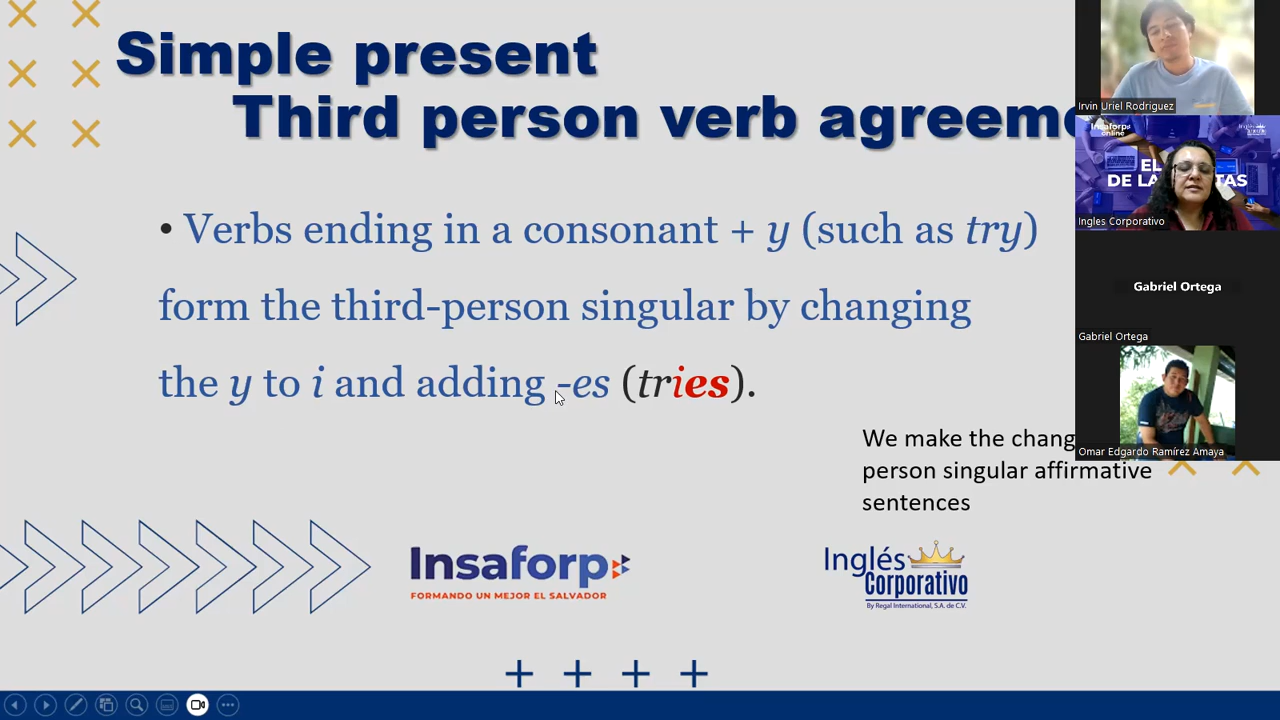 Simple present
Third person verb agreeme
• Verbs ending in a consonant + y (such as try)
form the third-person singular by changing
the y to i and adding -es (tries).
We make the chang
person singular affirmative
sentences
Insaforp
FORMANDO UN MEJOR EL SALVADOR
Inglés
Corporativo
By Regal International, S.A. de C.V.
Irvin Uriel Rodriguez
Insaforp
online
EL
DE LA TAS
Ingles Corporativo
Gabriel Ortega
Gabriel Ortega
Omar Edgardo Ramírez Amaya